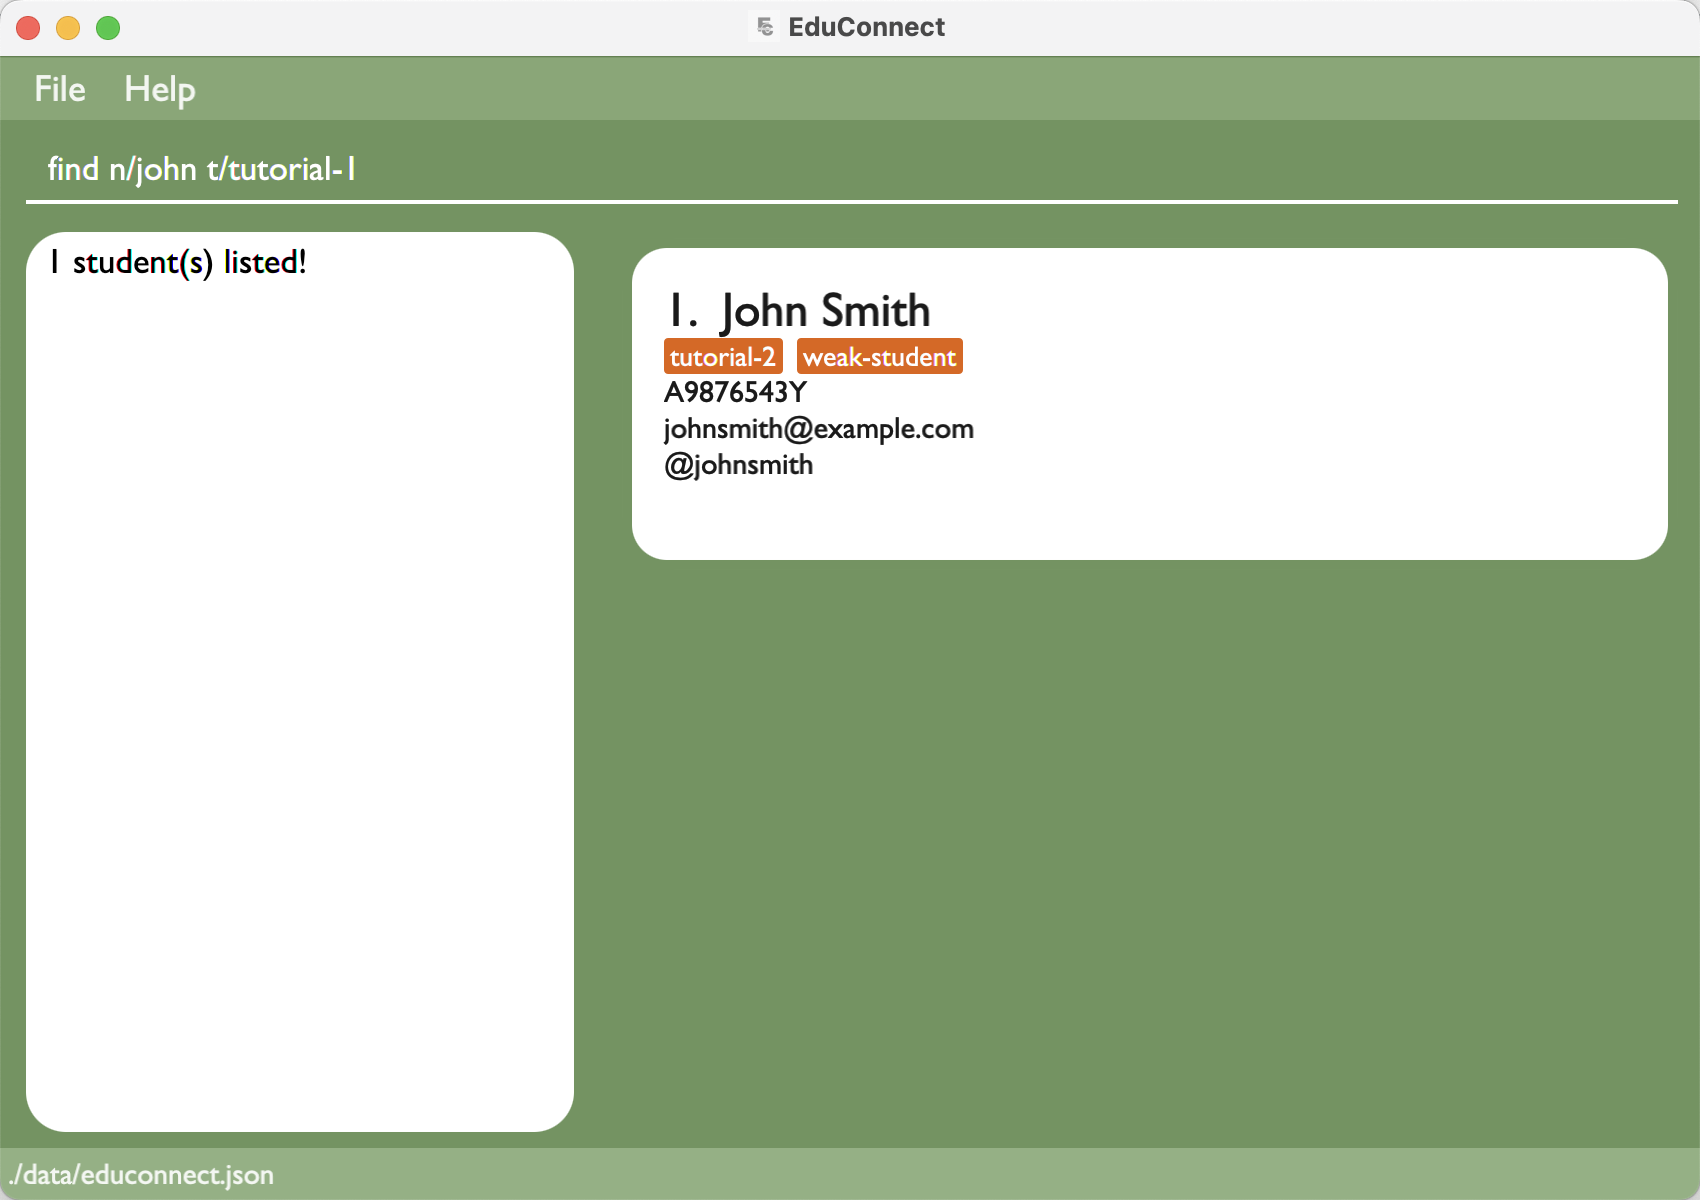 EduConnect
File Help
find n/john t/tutorial-1
1 student(s) listed!
1. John Smith
tutorial-2 weak-student
A9876543Y
johnsmith@example.com
@johnsmith
./data/educonnect.json